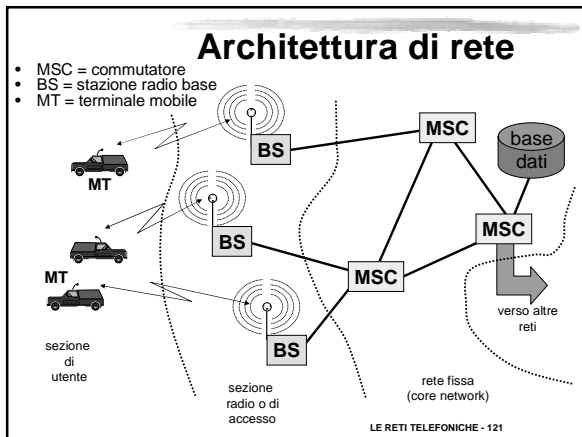 Architettura di rete
• MSC = commutatore
• BS = stazione radio base
• MT = terminale mobile
MSC
base
dati
BS
MT
MSC
BS
MSC
MT
verso altre
reti
BS
sezione
di
utente
sezione
radio o di
accesso
rete fissa
(core network)
LE RETI TELEFONICHE - 121